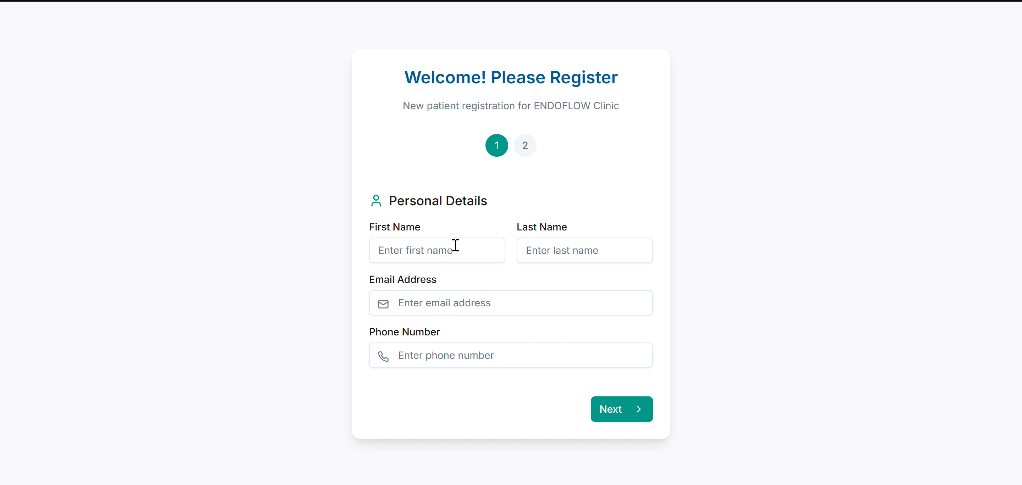 Welcome! Please Register
New patient registration for ENDOFLOW Clinic
1 2
Personal Details
First Name Last Name
Enter first name Enter last name
Email Address
Enter email address
Phone Number
Enter phone number
Next